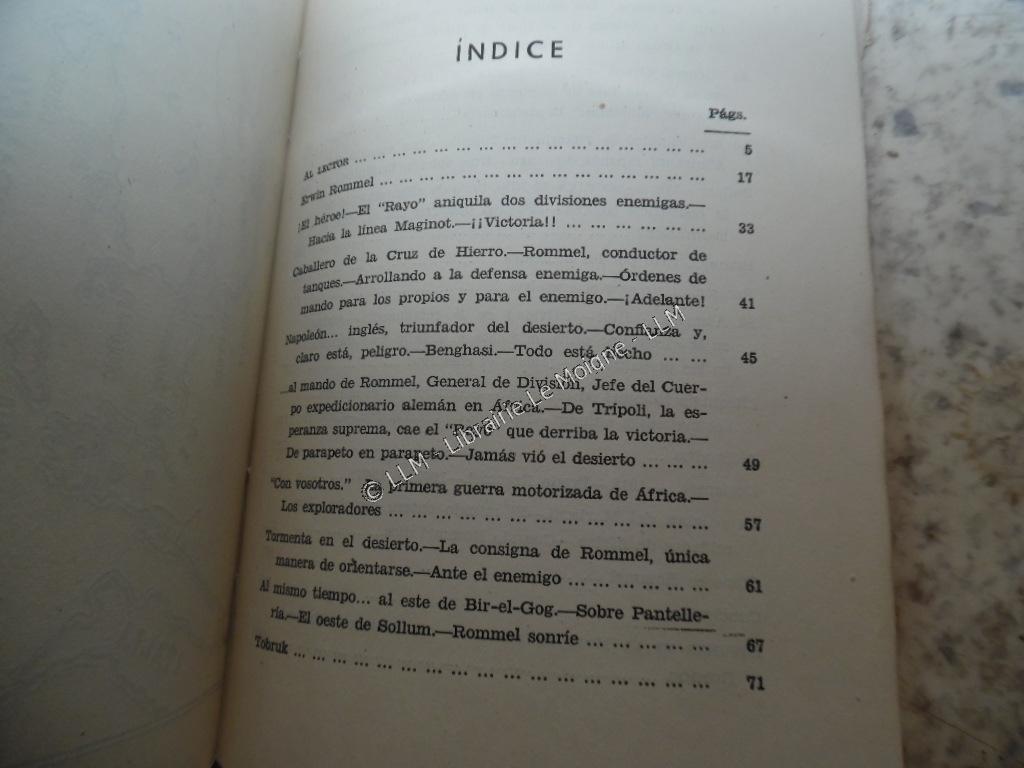 ÍNDICE
Págs.
AL LECTOR ... ... ... ... ... ... ... ... ... ... ... ... ... ... ... 5
Erwin Rommel ... ... ... ... ... ... ... ... ... ... ... ... ... ... 17
¡El héroe!—El "Rayo" aniquila dos divisiones enemigas.—
Hacia la línea Maginot.—¡¡Victoria!! ... ... ... ... ... ... 33
Caballero de la Cruz de Hierro.—Rommel, conductor de
tanques.—Arrollando a la defensa enemiga.—Órdenes de
mando para los propios y para el enemigo.—¡Adelante! 41
Napoleón... inglés, triunfador del desierto.—Confianza y,
claro está, peligro.—Benghasi.—Todo está hecho ... ... 45
...al mando de Rommel, General de División, Jefe del Cuer-
po expedicionario alemán en África.—De Trípoli, la es-
peranza suprema, cae el "Rayo" que derriba la victoria.—
De parapeto en parapeto.—Jamás vió el desierto ... ... ... 49
"Con vosotros." La primera guerra motorizada de África.—
Los exploradores ... ... ... ... ... ... ... ... ... ... ... ... ... 57
Tormenta en el desierto.—La consigna de Rommel, única
manera de orientarse.—Ante el enemigo ... ... ... ... ... ... 61
Al mismo tiempo... al este de Bir-el-Gog.—Sobre Pantelle-
ría.—El oeste de Sollum.—Rommel sonríe ... ... ... ... ... 67
Tobruk ... ... ... ... ... ... ... ... ... ... ... ... ... ... ... ... 71
© LLM - Librairie Le Moigne - LLM